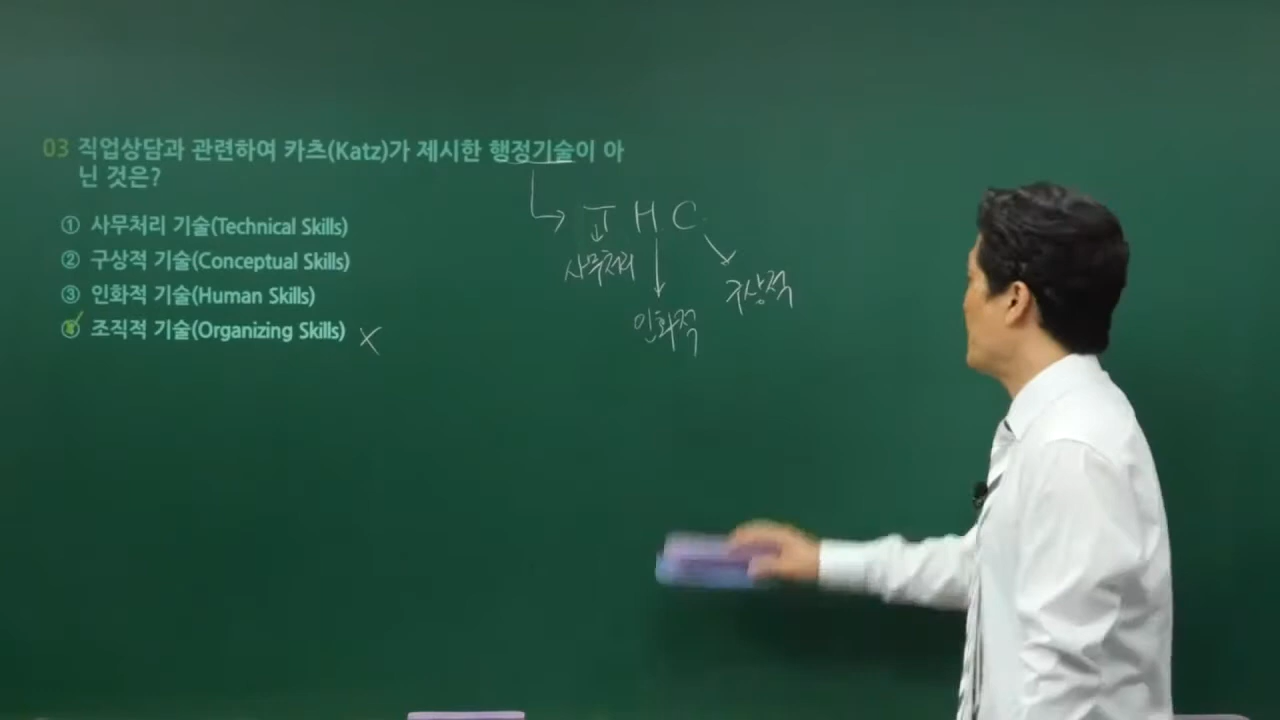 03 직업상담과 관련하여 카츠(Katz)가 제시한 행정기술이 아
닌 것은?
① 사무처리 기술(Technical Skills)
② 구상적 기술(Conceptual Skills)
③ 인화적 기술(Human Skills)
④ 조직적 기술(Organizing Skills) X
T H C
사무처리
구상적
인화적